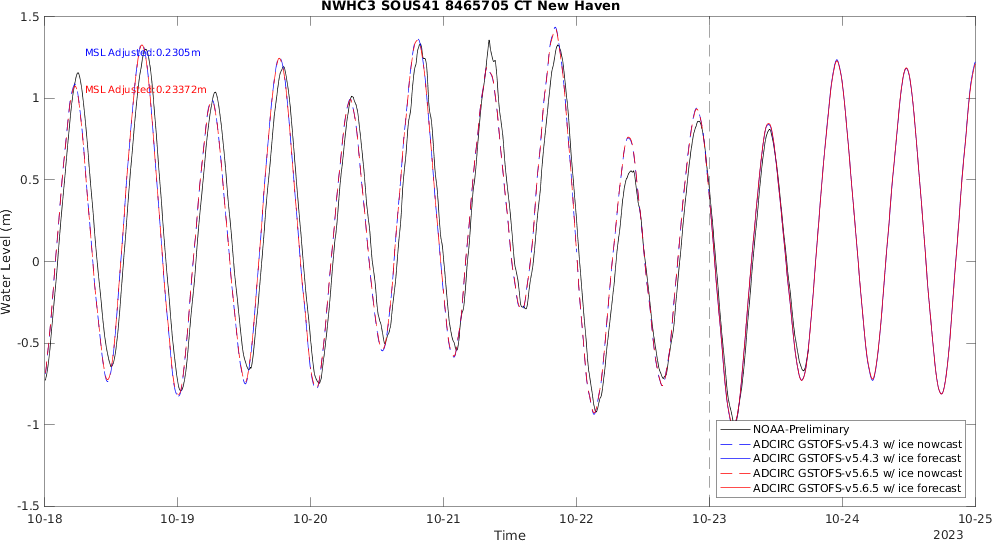 NWHC3 SOUS41 8465705 CT New Haven
1.5
1
0.5
0
-0.5
-1
-1.5
Water Level (m)
MSL Adjusted:0.2305m
MSL Adjusted:0.23372m
NOAA-Preliminary
ADCIRC GSTOFS-v5.4.3 w/ ice nowcast
ADCIRC GSTOFS-v5.4.3 w/ ice forecast
ADCIRC GSTOFS-v5.6.5 w/ ice nowcast
ADCIRC GSTOFS-v5.6.5 w/ ice forecast
10-18 10-19 10-20 10-21 10-22 10-23 10-24 10-25
Time
2023